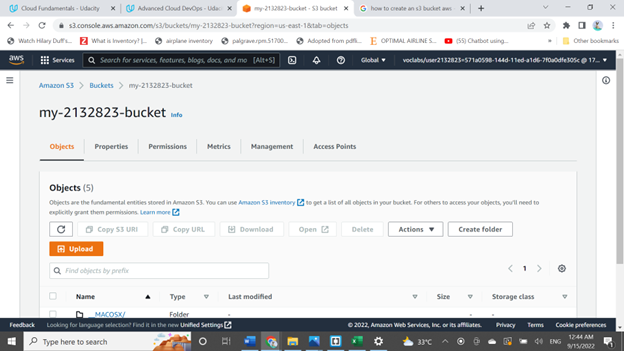 Cloud Fundamentals - Udacity
Advanced Cloud DevOps - Udac
my-2132823-bucket - S3 bucket
how to create an s3 bucket aws
s3.console.aws.amazon.com/s3/buckets/my-2132823-bucket?region=us-east-1&tab=objects
Watch Hilary Duff's...
What is Inventory? |...
airplane inventory
palgrave.rpm.51700...
Adopted from pdfli...
OPTIMAL AIRLINE S...
(55) Chatbot using...
»
Other bookmarks
aws
Services
Search for services, features, blogs, docs, and mo
[Alt+S]
Global
Amazon S3 > Buckets > my-2132823-bucket
my-2132823-bucket Info
Objects
Properties
Permissions
Metrics
Management
Access Points
Objects (5)
Objects are the fundamental entities stored in Amazon S3. You can use Amazon S3 inventory to get a list of all objects in your bucket. For others to access your objects, you'll need to
explicitly grant them permissions. Learn more
Copy S3 URI
Copy URL
Download
Open
Delete
Actions
Create folder
Upload
Find objects by prefix
1
Name
Type
Last modified
Size
Storage class
__MACOSX/
Folder
-
Feedback
Looking for language selection? Find it in the new Unified Settings
© 2022, Amazon Web Services, Inc. or its affiliates.
Privacy
Terms
Cookie preferences
Type here to search
33°C
ENG
12:44 AM
9/15/2022